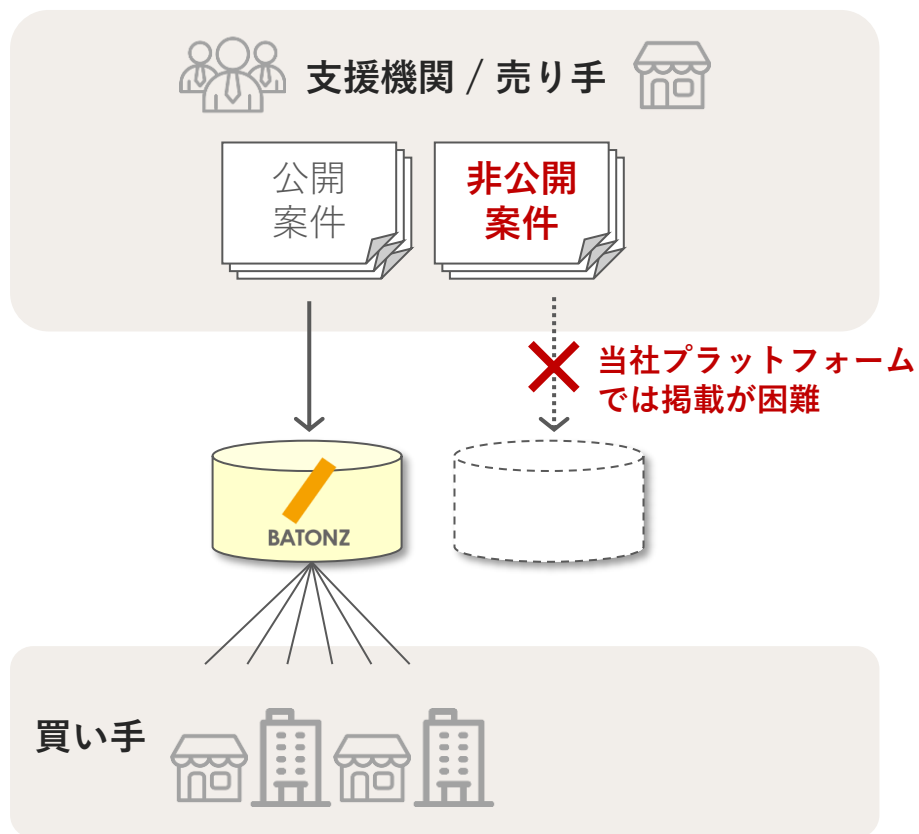 支援機関 / 売り手
公開
案件
非公開
案件
当社プラットフォーム
では掲載が困難
BATONZ
買い手